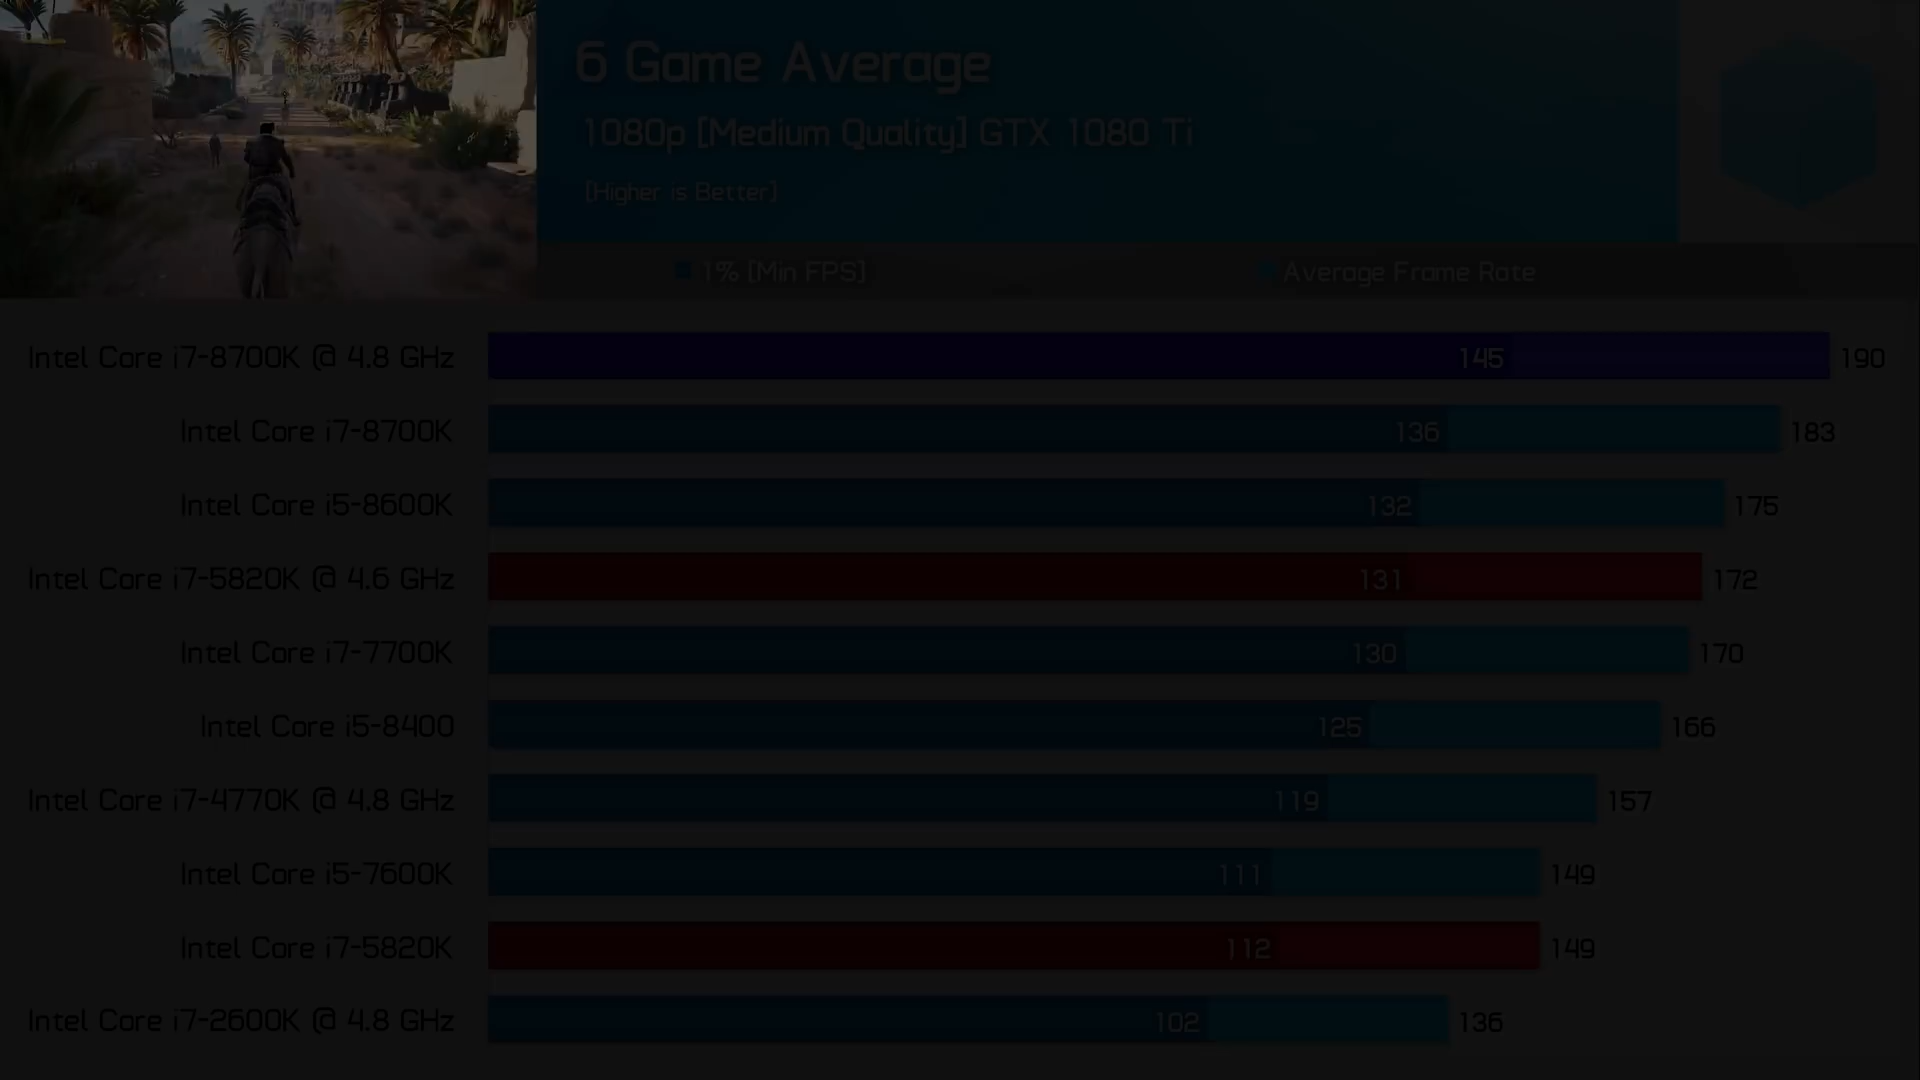 6 Game Average
1080p [Medium Quality] GTX 1080 Ti
[Higher is Better]
1% [Min FPS]
Average Frame Rate
Intel Core i7-8700K @ 4.8 GHz 145 190
Intel Core i7-8700K 136 183
Intel Core i5-8600K 132 175
Intel Core i7-5820K @ 4.6 GHz 131 172
Intel Core i7-7700K 130 170
Intel Core i5-8400 125 166
Intel Core i7-4770K @ 4.8 GHz 119 157
Intel Core i5-7600K 111 149
Intel Core i7-5820K 112 149
Intel Core i7-2600K @ 4.8 GHz 102 136